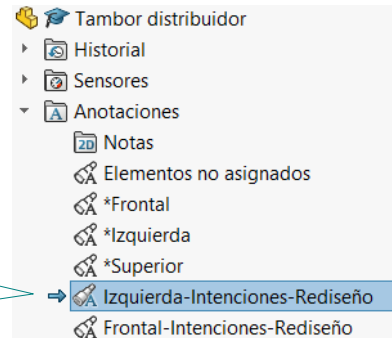 Tambor distribuidor
Historial
Sensores
Anotaciones
Notas
Elementos no asignados
*Frontal
*Izquierda
*Superior
Izquierda-Intenciones-Rediseño
Frontal-Intenciones-Rediseño